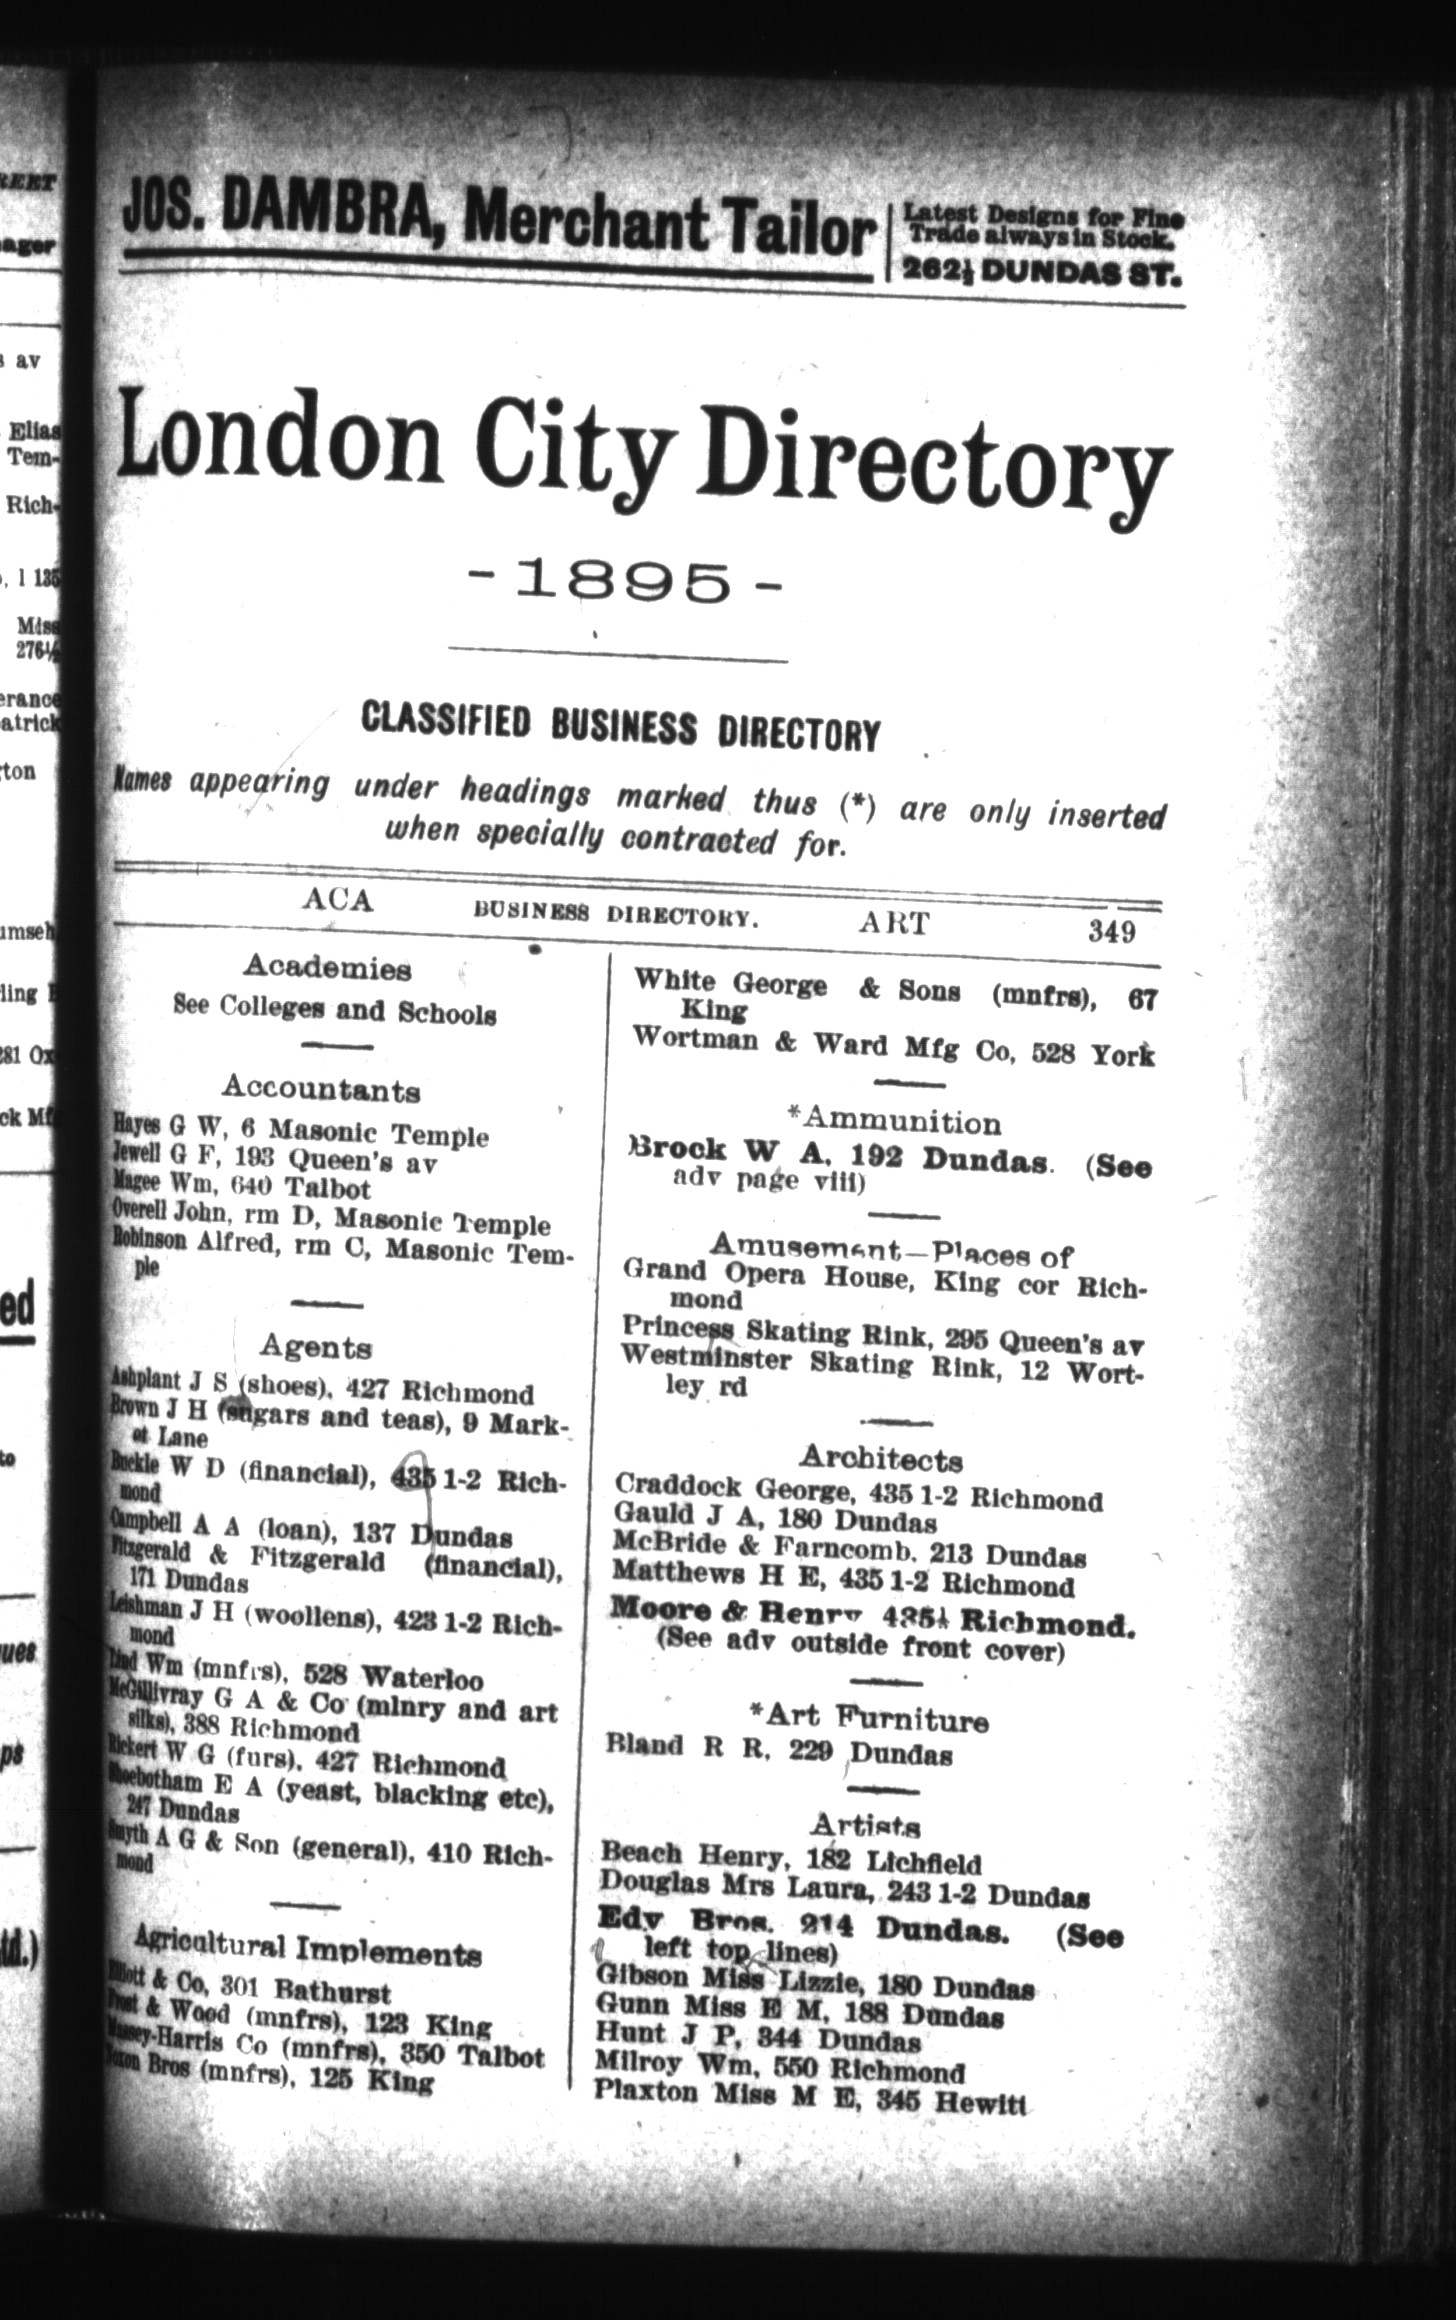 JOS. DAMBRA, Merchant Tailor
Latest Designs for Fine
Trade always in Stock.
262½ DUNDAS ST.
London City Directory
-1895-
CLASSIFIED BUSINESS DIRECTORY
Names appearing under headings marked thus (*) are only inserted
when specially contracted for.
ACA BUSINESS DIRECTORY. ART 349
Academies
See Colleges and Schools
Accountants
Hayes G W, 6 Masonic Temple
Jewell G F, 193 Queen's av
Magee Wm, 640 Talbot
Overell John, rm D, Masonic Temple
Robinson Alfred, rm C, Masonic Tem-
ple
Agents
Ashplant J S (shoes), 427 Richmond
Brown J H (sugars and teas), 9 Mark-
et Lane
Buckle W D (financial), 435 1-2 Rich-
mond
Campbell A A (loan), 137 Dundas
Fitzgerald & Fitzgerald (financial),
171 Dundas
Leishman J H (woollens), 423 1-2 Rich-
mond
Lind Wm (mnfrs), 528 Waterloo
McGillivray G A & Co (mlnry and art
silks), 388 Richmond
Rickert W G (furs), 427 Richmond
Shoebotham E A (yeast, blacking etc),
247 Dundas
Smyth A G & Son (general), 410 Rich-
mond
Agricultural Implements
Elliott & Co, 301 Bathurst
Frost & Wood (mnfrs), 123 King
Massey-Harris Co (mnfrs), 350 Talbot
Noxon Bros (mnfrs), 125 King
White George & Sons (mnfrs), 67
King
Wortman & Ward Mfg Co, 528 York
*Ammunition
Brock W A, 192 Dundas. (See
adv page viii)
Amusement—Places of
Grand Opera House, King cor Rich-
mond
Princess Skating Rink, 295 Queen's av
Westminster Skating Rink, 12 Wort-
ley rd
Architects
Craddock George, 435 1-2 Richmond
Gauld J A, 180 Dundas
McBride & Farncomb, 213 Dundas
Matthews H E, 435 1-2 Richmond
Moore & Henry 435½ Richmond.
(See adv outside front cover)
*Art Furniture
Bland R R, 229 Dundas
Artists
Beach Henry, 182 Lichfield
Douglas Mrs Laura, 243 1-2 Dundas
Edy Bros. 214 Dundas. (See
left top lines)
Gibson Miss Lizzie, 180 Dundas
Gunn Miss E M, 188 Dundas
Hunt J P, 344 Dundas
Milroy Wm, 550 Richmond
Plaxton Miss M E, 345 Hewitt